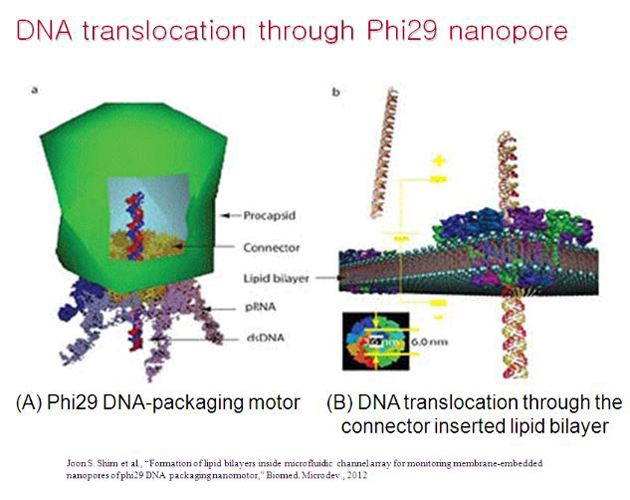 DNA translocation through Phi29 nanopore
a
b
Procapsid
Connector
Lipid bilayer
pRNA
dsDNA
+
-
6.0 nm
(A) Phi29 DNA-packaging motor
(B) DNA translocation through the
connector inserted lipid bilayer
Joon S. Shim et al., “Formation of lipid bilayers inside microfluidic channel array for monitoring membrane-embedded
nanopores of phi29 DNA packaging nanomotor,” Biomed. Microdev., 2012